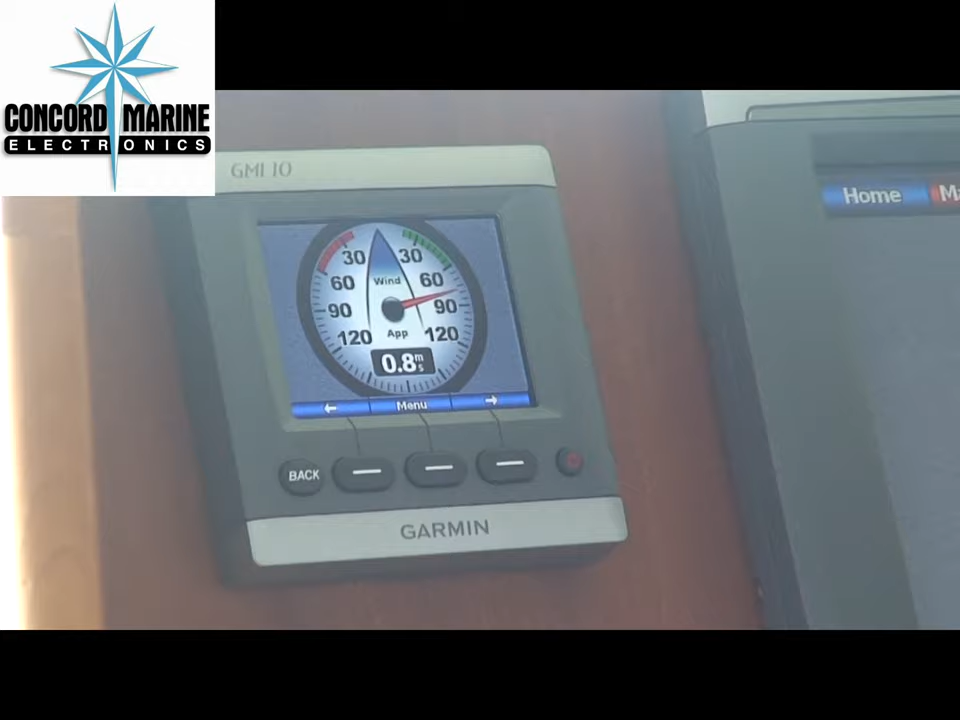 CONCORD MARINE
ELECTRONICS
GMI 10
Home
30 30
60 Wind 60
90 90
120 App 120
0.8 m/s
← Menu →
BACK
GARMIN